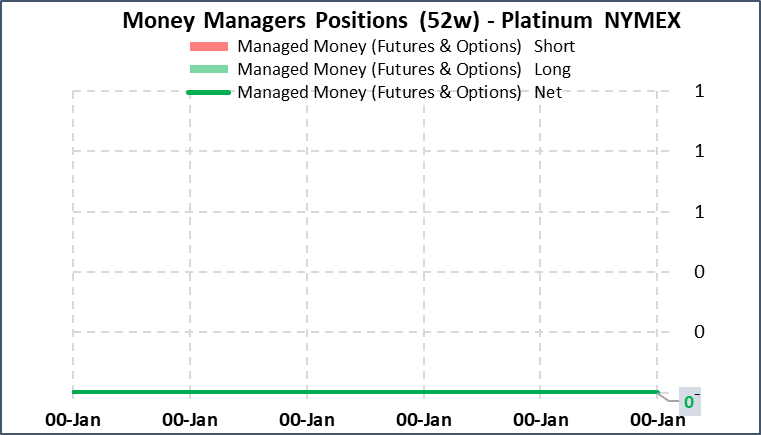 Money Managers Positions (52w) - Platinum NYMEX
Managed Money (Futures & Options) Short
Managed Money (Futures & Options) Long
Managed Money (Futures & Options) Net
1
1
1
0
0
-
0
00-Jan 00-Jan 00-Jan 00-Jan 00-Jan 00-Jan